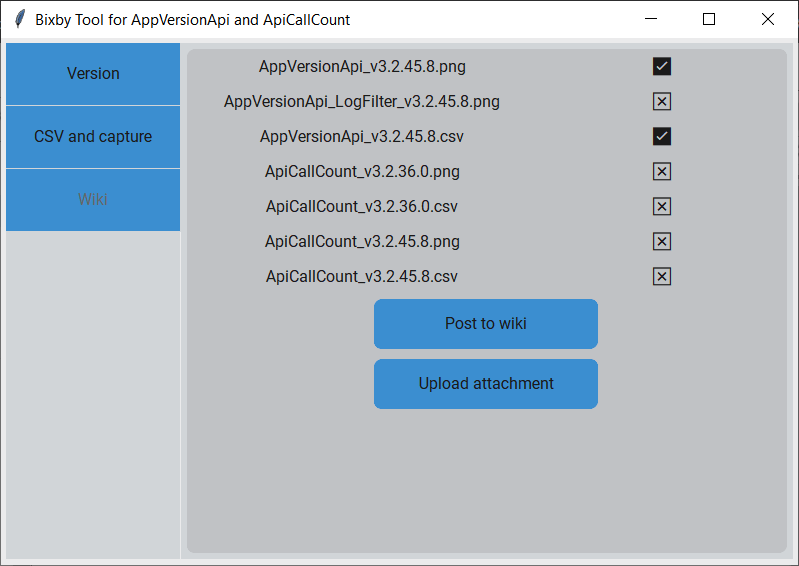 Bixby Tool for AppVersionApi and ApiCallCount
Version
CSV and capture
Wiki
AppVersionApi_v3.2.45.8.png
AppVersionApi_LogFilter_v3.2.45.8.png
AppVersionApi_v3.2.45.8.csv
ApiCallCount_v3.2.36.0.png
ApiCallCount_v3.2.36.0.csv
ApiCallCount_v3.2.45.8.png
ApiCallCount_v3.2.45.8.csv
Post to wiki
Upload attachment